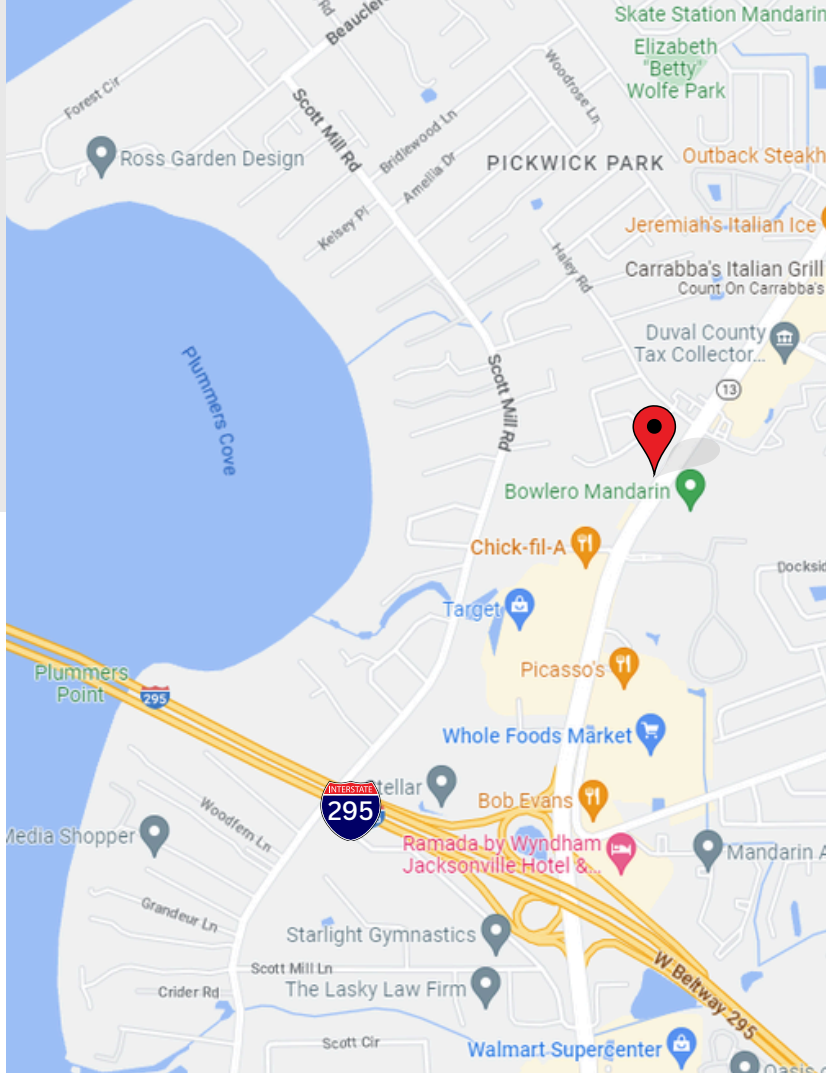 Skate Station Mandarin
Rd
Beaucler
Elizabeth
"Betty"
Wolfe Park
Woodrose Ln
Forest Cir
Scott Mill Rd
Bridlewood Ln
Ross Garden Design
PICKWICK PARK
Outback Steakh
Amelia Dr
Kelsey Pl
Jeremiah's Italian Ice
Haley Rd
Carrabba's Italian Grill
Count On Carrabba's
Duval County
Tax Collector...
Plummers Cove
Scott Mill Rd
13
Bowlero Mandarin
Chick-fil-A
Docksid
Target
Plummers
Point
295
Picasso's
Whole Foods Market
Stellar
INTERSTATE
295
Bob Evans
Woodfern Ln
Media Shopper
Ramada by Wyndham
Jacksonville Hotel &...
Mandarin A
Grandeur Ln
Starlight Gymnastics
Scott Mill Ln
W Beltway 295
Crider Rd
The Lasky Law Firm
Scott Cir
Walmart Supercenter
Oasis